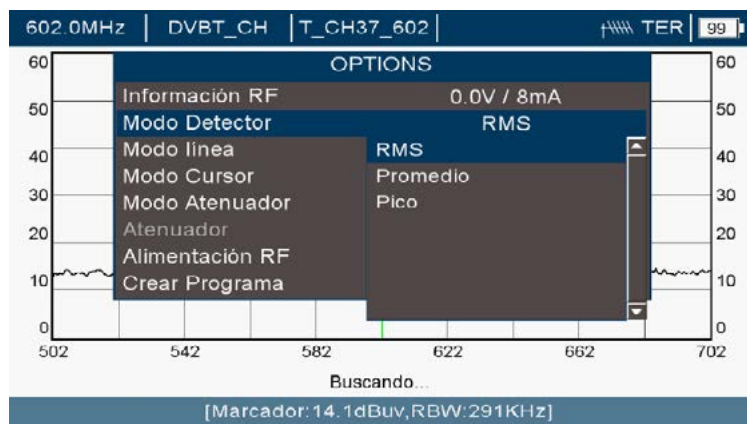 602.0MHz DVBT_CH T_CH37_602 TER 99
OPTIONS
Información RF 0.0V / 8mA
Modo Detector RMS
Modo línea RMS
Modo Cursor Promedio
Modo Atenuador Pico
Atenuador
Alimentación RF
Crear Programa
60 60
50 50
40 40
30 30
20 20
10 10
0 0
502 542 582 622 662 702
Buscando...
[Marcador:14.1dBuv,RBW:291KHz]